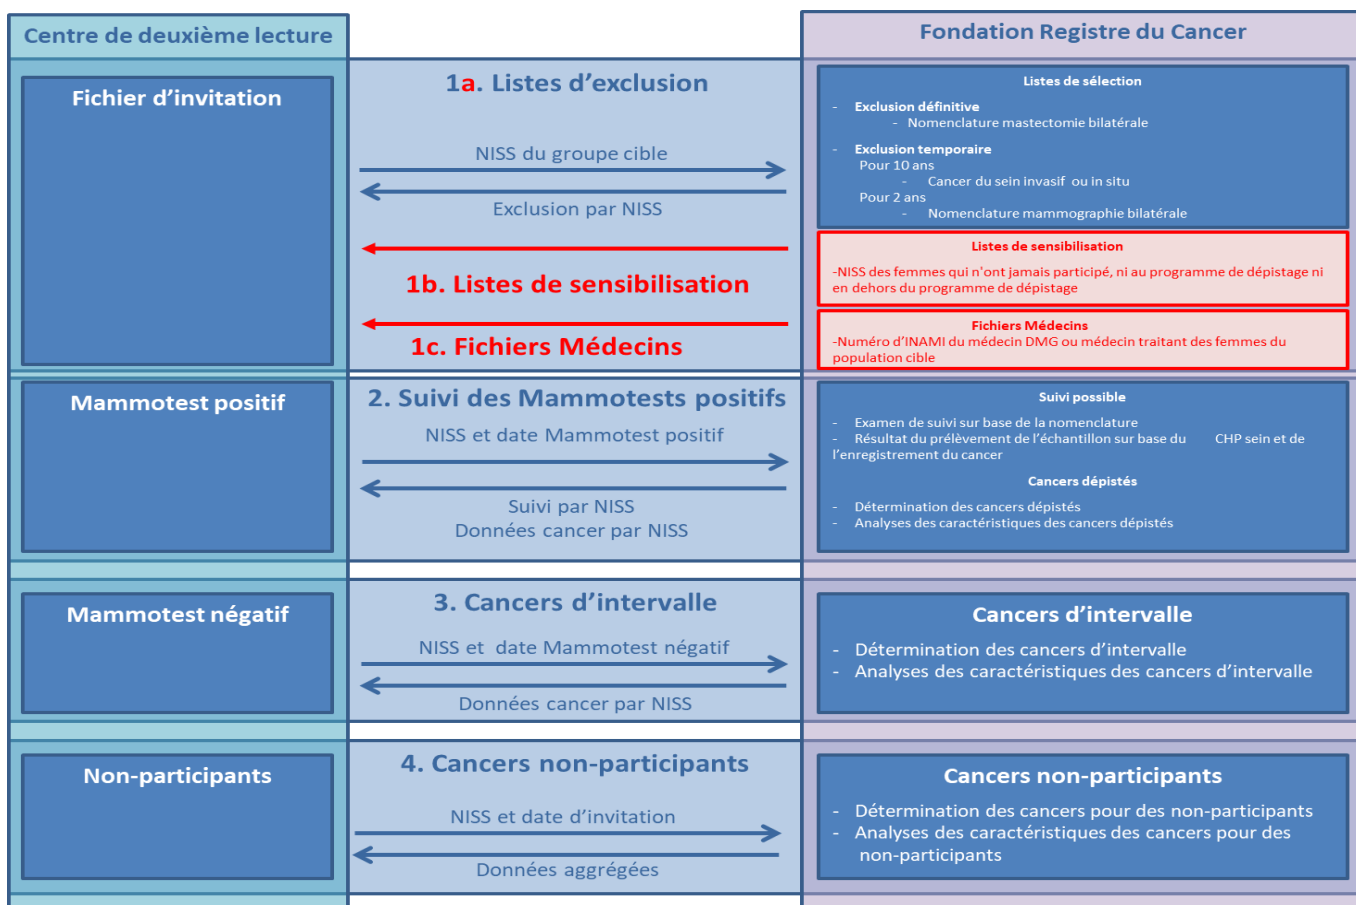 Centre de deuxième lecture
Fondation Registre du Cancer
Fichier d'invitation
1a. Listes d'exclusion
NISS du groupe cible
Exclusion par NISS
1b. Listes de sensibilisation
1c. Fichiers Médecins
Listes de sélection
- Exclusion définitive
- Nomenclature mastectomie bilatérale
- Exclusion temporaire
Pour 10 ans
- Cancer du sein invasif ou in situ
Pour 2 ans
- Nomenclature mammographie bilatérale
Listes de sensibilisation
-NISS des femmes qui n'ont jamais participé, ni au programme de dépistage ni
en dehors du programme de dépistage
Fichiers Médecins
-Numéro d'INAMI du médecin DMG ou médecin traitant des femmes du
population cible
Mammotest positif
2. Suivi des Mammotests positifs
NISS et date Mammotest positif
Suivi par NISS
Données cancer par NISS
Suivi possible
- Examen de suivi sur base de la nomenclature
- Résultat du prélèvement de l'échantillon sur base du CHP sein et de
l'enregistrement du cancer
Cancers dépistés
- Détermination des cancers dépistés
- Analyses des caractéristiques des cancers dépistés
Mammotest négatif
3. Cancers d'intervalle
NISS et date Mammotest négatif
Données cancer par NISS
Cancers d'intervalle
- Détermination des cancers d'intervalle
- Analyses des caractéristiques des cancers d'intervalle
Non-participants
4. Cancers non-participants
NISS et date d'invitation
Données aggrégées
Cancers non-participants
- Détermination des cancers pour des non-participants
- Analyses des caractéristiques des cancers pour des
non-participants